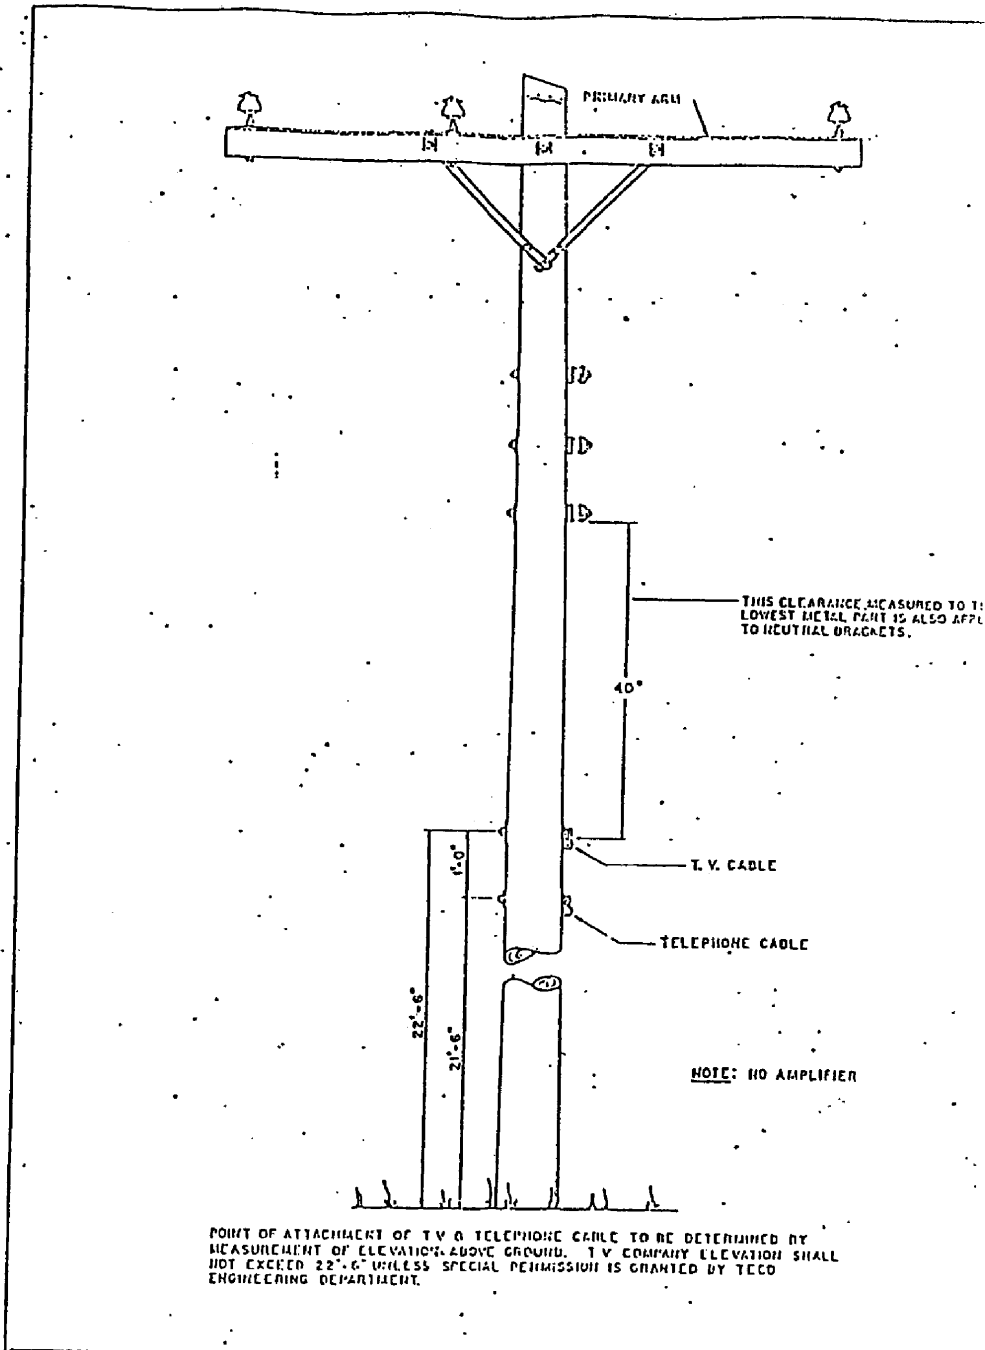 PRIMARY ARM
THIS CLEARANCE MEASURED TO
LOWEST METAL PART IS ALSO
TO NEUTRAL BRACKETS.
40"
1'-0"
T. V. CABLE
TELEPHONE CABLE
22'-6"
21'-6"
NOTE: NO AMPLIFIER
POINT OF ATTACHMENT OF T V & TELEPHONE CABLE TO BE DETERMINED BY
MEASUREMENT OF ELEVATION ABOVE GROUND. T V COMPANY ELEVATION SHALL
NOT EXCEED 22'-6" UNLESS SPECIAL PERMISSION IS GRANTED BY TECO
ENGINEERING DEPARTMENT.